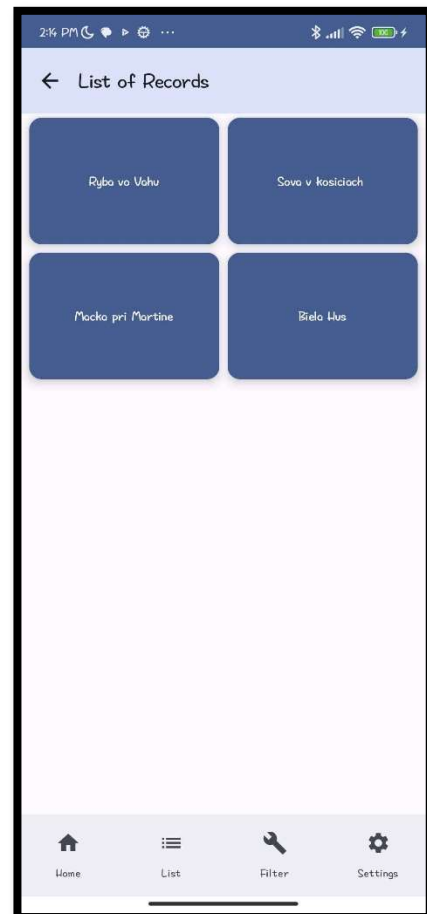 2:14 PM
100
List of Records
Ryba vo Vahu
Sova v kosiciach
Macka pri Martine
Biela Hus
Home
List
Filter
Settings